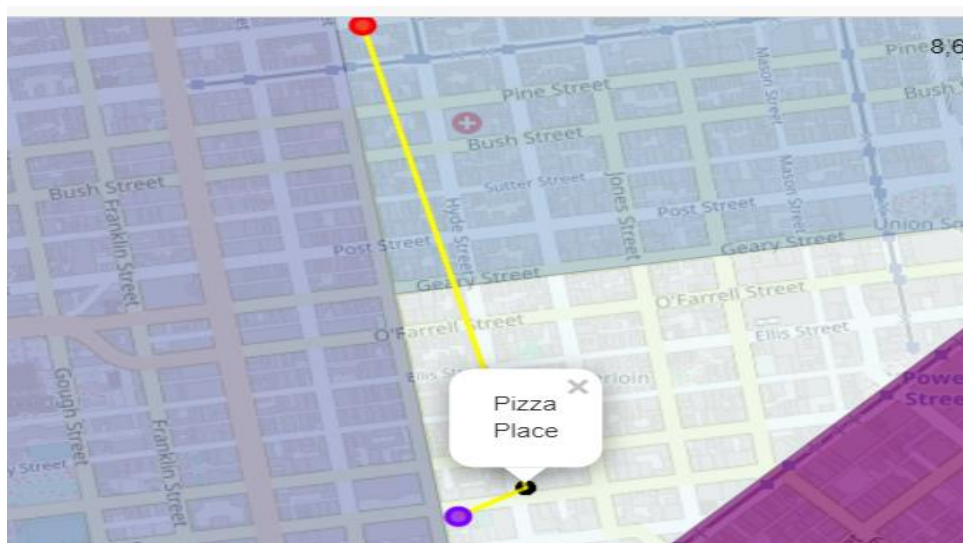 8,6
Pine
Pine Street
Bush S
Mason Street
Bush Street
Bush Street
Sutter Street
Mason Street
Jones Street
Hyde Street
Franklin Street
Post Street
Union Sq
Post Street
Geary Street
Geary Street
O'Farrell Street
O'Farrell Street
Ellis Street
Ellis S
erloin
Powe
Street
Gough Street
Franklin Street
y Street
Pizza
Place
×